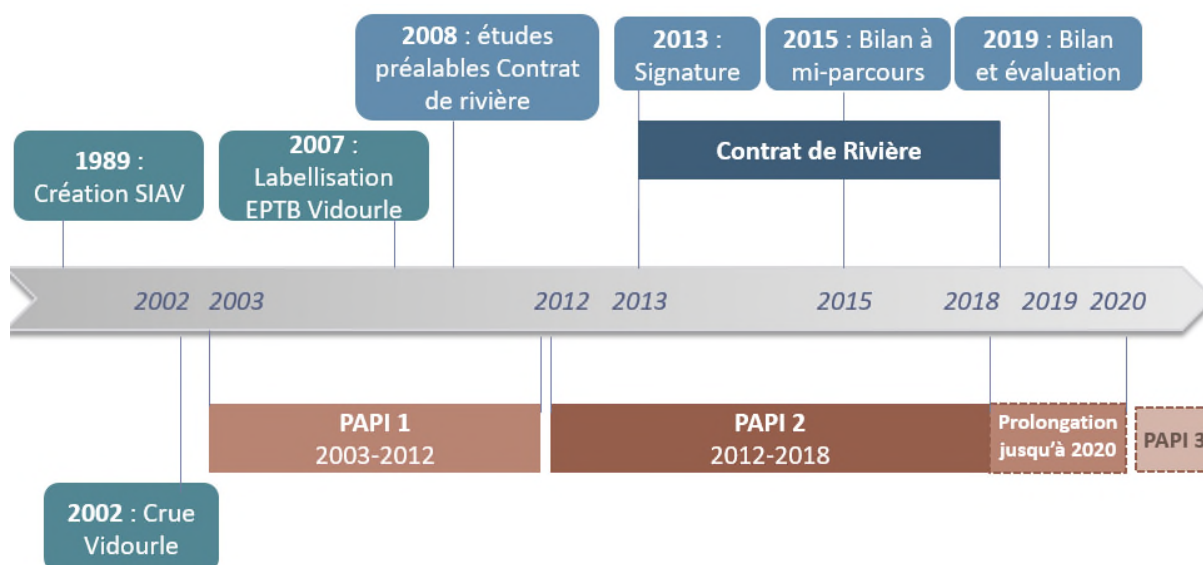 2008 : études
préalables Contrat
de rivière
2013 :
Signature
2015 : Bilan à
mi-parcours
2019 : Bilan
et évaluation
1989 :
Création SIAV
2007 :
Labellisation
EPTB Vidourle
Contrat de Rivière
2002
2003
2012
2013
2015
2018
2019
2020
PAPI 1
2003-2012
PAPI 2
2012-2018
Prolongation
jusqu'à 2020
PAPI 3
2002 : Crue
Vidourle